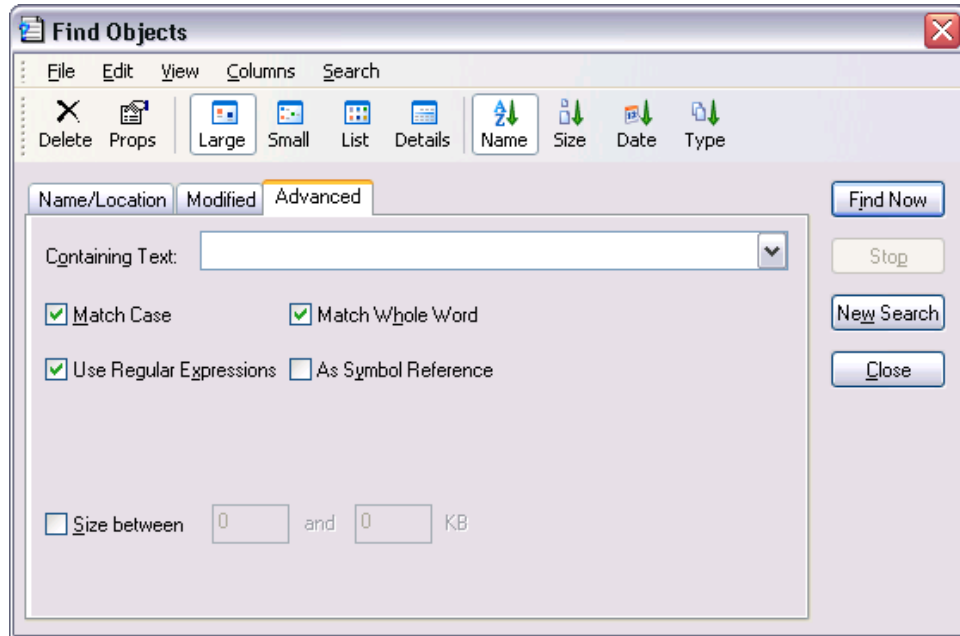 Find Objects
File Edit View Columns Search
Delete Props Large Small List Details Name Size Date Type
Name/Location Modified Advanced
Find Now
Containing Text:
Stop
Match Case Match Whole Word
New Search
Use Regular Expressions As Symbol Reference
Close
Size between 0 and 0 KB